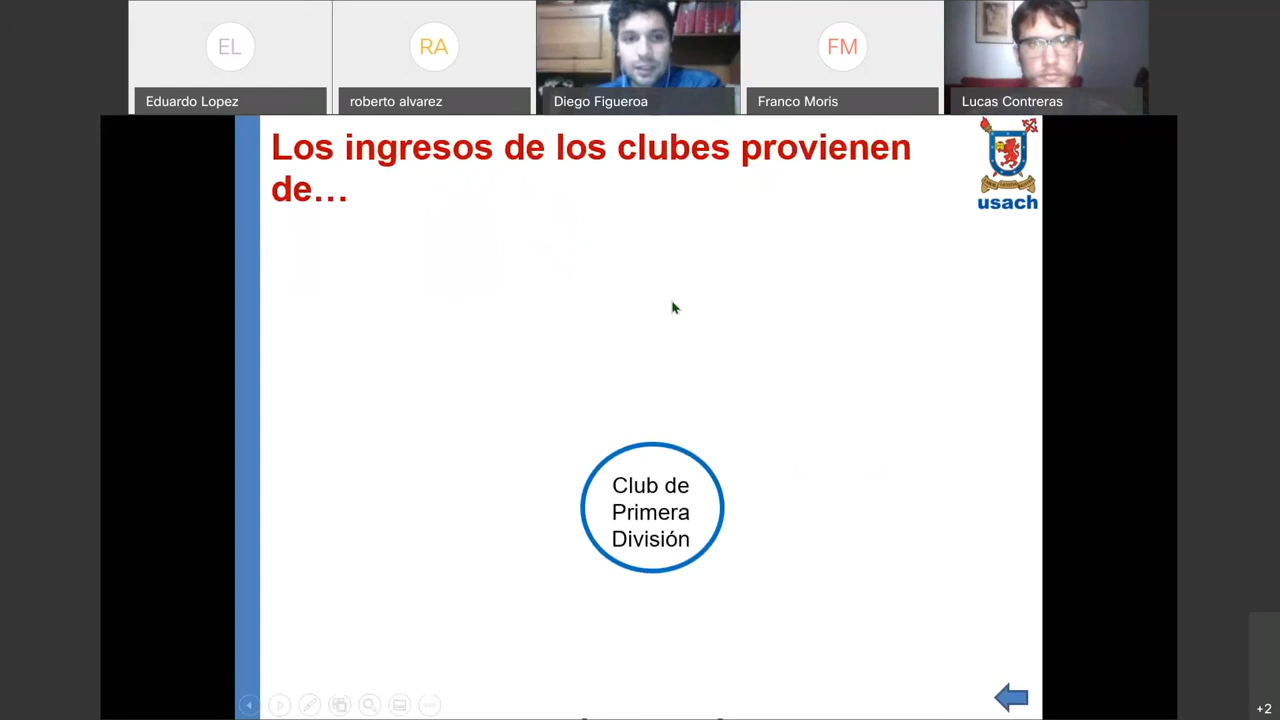 EL
RA
FM
Eduardo Lopez
roberto alvarez
Diego Figueroa
Franco Moris
Lucas Contreras
Los ingresos de los clubes provienen
de...
usach
Club de
Primera
División
+2